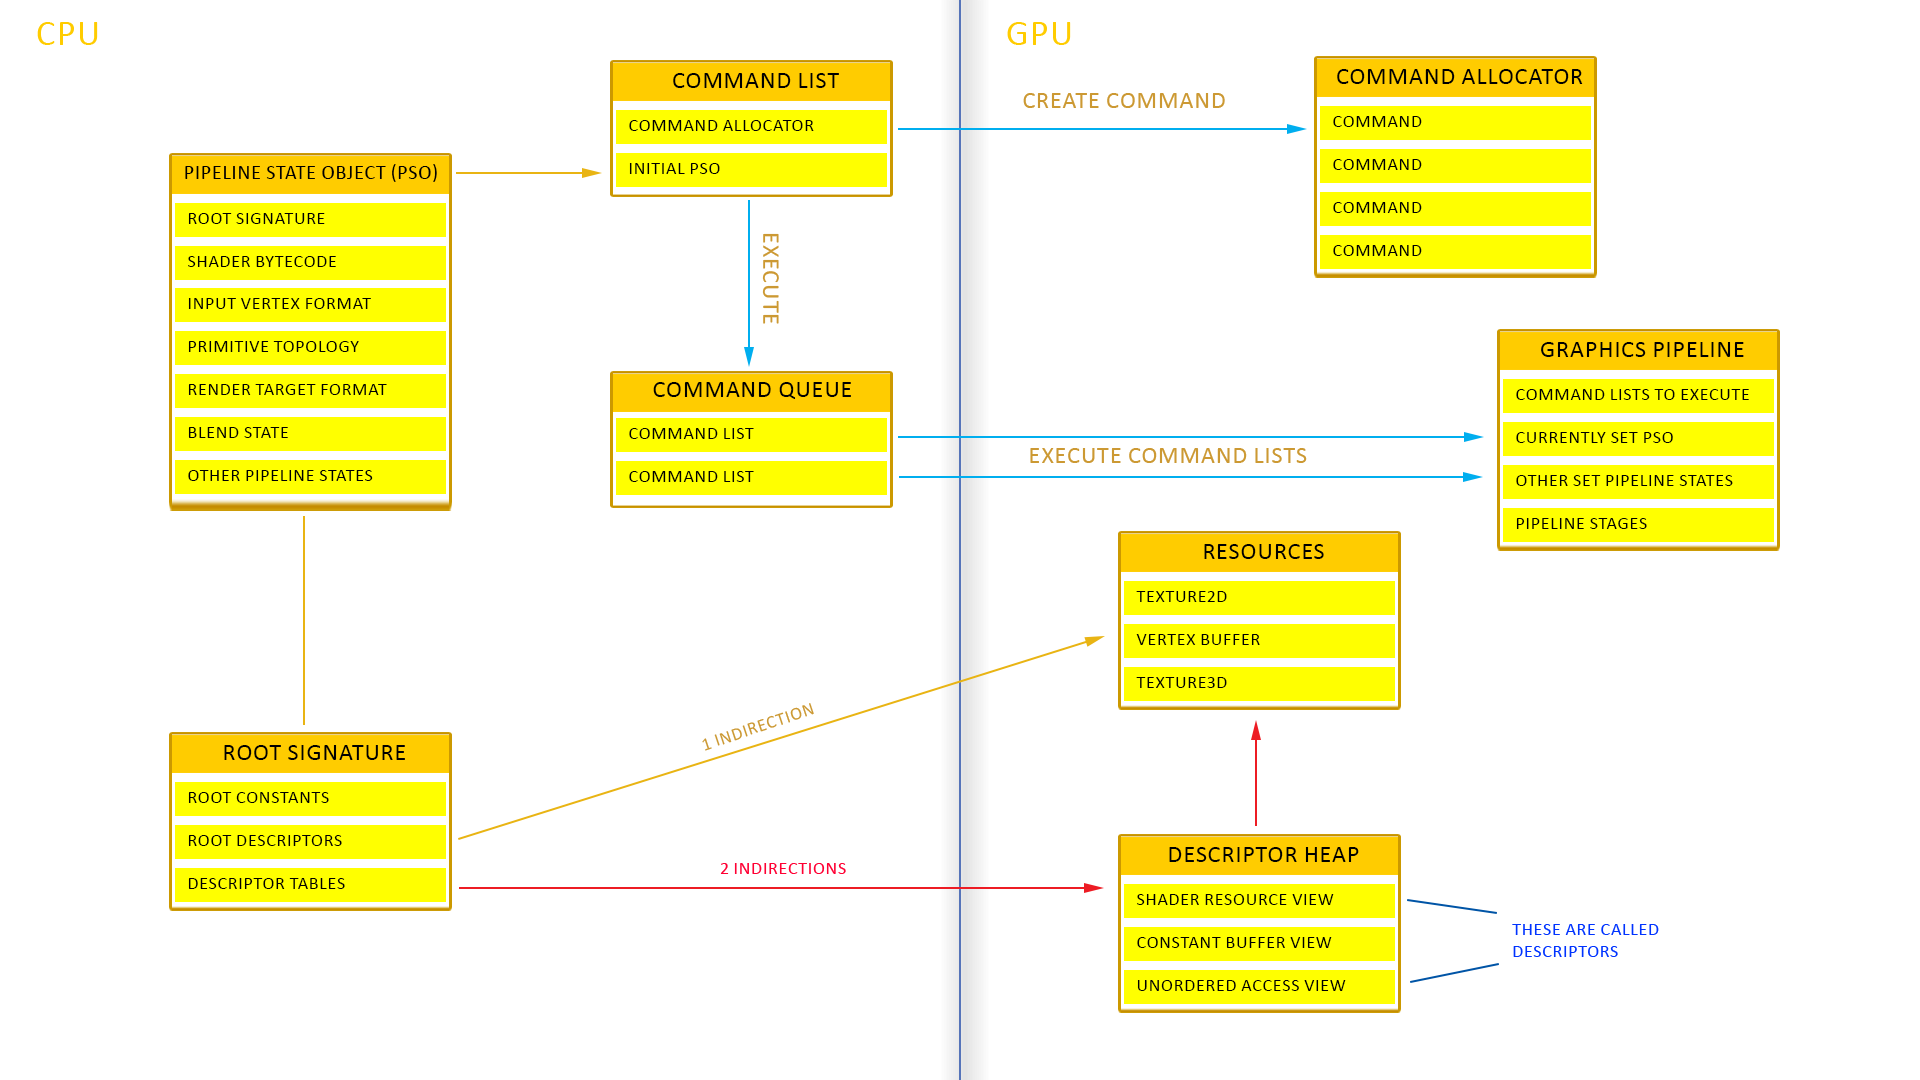 CPU
PIPELINE STATE OBJECT (PSO)
ROOT SIGNATURE
SHADER BYTECODE
INPUT VERTEX FORMAT
PRIMITIVE TOPOLOGY
RENDER TARGET FORMAT
BLEND STATE
OTHER PIPELINE STATES
COMMAND LIST
COMMAND ALLOCATOR
INITIAL PSO
EXECUTE
COMMAND QUEUE
COMMAND LIST
COMMAND LIST
ROOT SIGNATURE
ROOT CONSTANTS
ROOT DESCRIPTORS
DESCRIPTOR TABLES
1 INDIRECTION
2 INDIRECTIONS
GPU
CREATE COMMAND
COMMAND ALLOCATOR
COMMAND
COMMAND
COMMAND
COMMAND
EXECUTE COMMAND LISTS
GRAPHICS PIPELINE
COMMAND LISTS TO EXECUTE
CURRENTLY SET PSO
OTHER SET PIPELINE STATES
PIPELINE STAGES
RESOURCES
TEXTURE2D
VERTEX BUFFER
TEXTURE3D
DESCRIPTOR HEAP
SHADER RESOURCE VIEW
CONSTANT BUFFER VIEW
UNORDERED ACCESS VIEW
THESE ARE CALLED
DESCRIPTORS